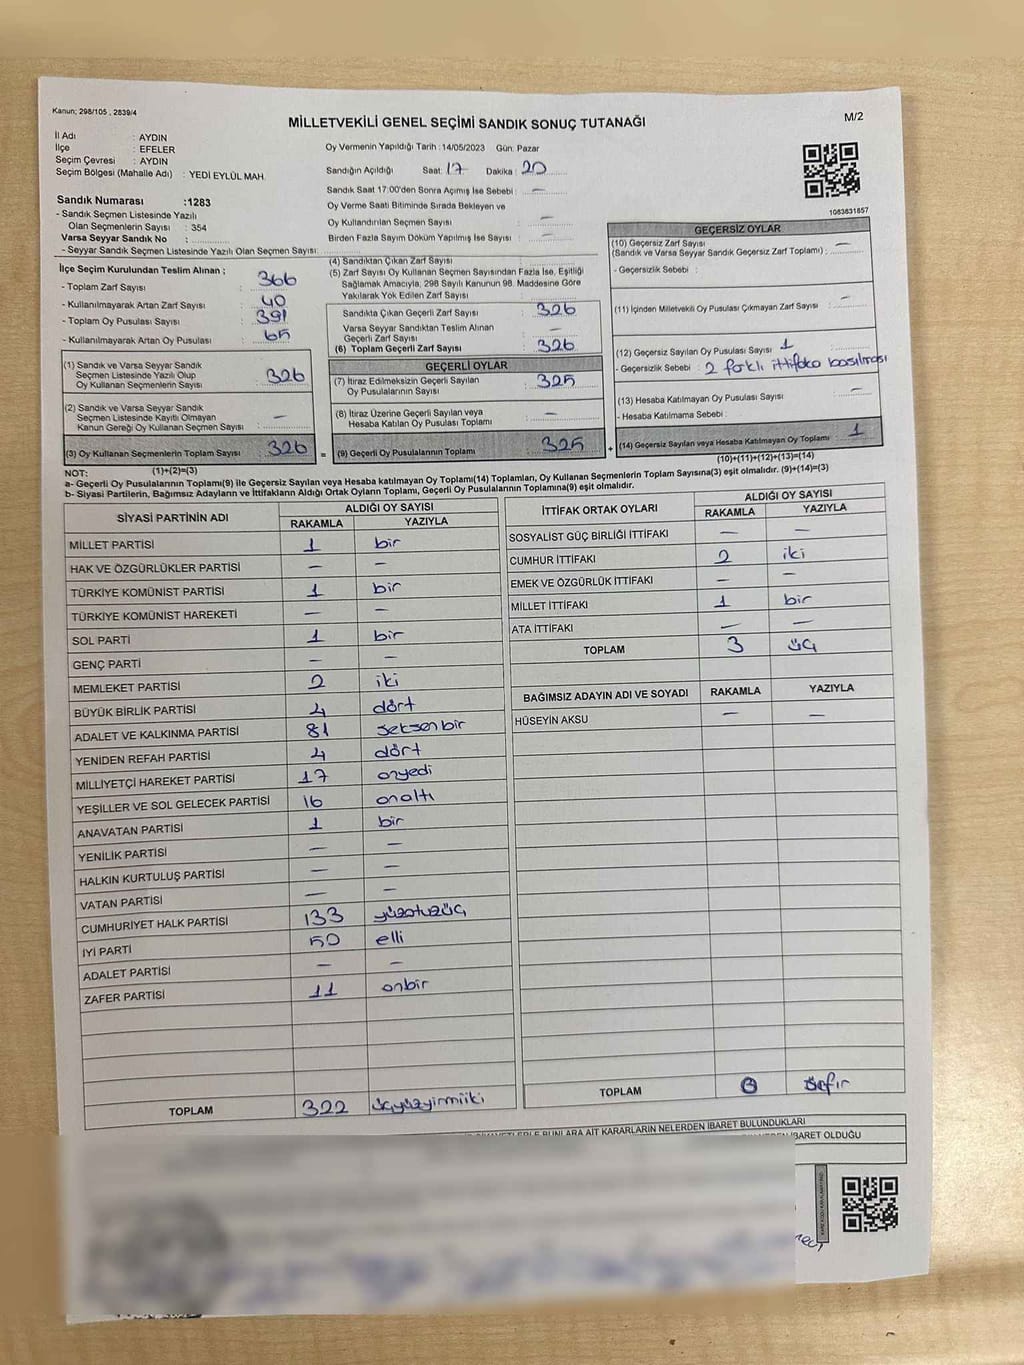 Kanun; 298/105 , 2839/4
MİLLETVEKİLİ GENEL SEÇİMİ SANDIK SONUÇ TUTANAĞI
M/2
İl Adı : AYDIN
İlçe : EFELER
Seçim Çevresi : AYDIN
Seçim Bölgesi (Mahalle Adı) : YEDİ EYLÜL MAH.
Sandık Numarası :1283
- Sandık Seçmen Listesinde Yazılı
Olan Seçmenlerin Sayısı : 354
Varsa Seyyar Sandık No :
- Seyyar Sandık Seçmen Listesinde Yazılı Olan Seçmen Sayısı:
Oy Vermenin Yapıldığı Tarih :14/05/2023 Gün: Pazar
Sandığın Açıldığı Saat: 17 Dakika: 20
Sandık Saat 17:00'den Sonra Açımış İse Sebebi : —
Oy Verme Saati Bitiminde Sırada Bekleyen ve
Oy Kullandırılan Seçmen Sayısı : —
Birden Fazla Sayım Döküm Yapılmış İse Sayısı : —
1083831857
İlçe Seçim Kurulundan Teslim Alınan ;
- Toplam Zarf Sayısı : 366
- Kullanılmayarak Artan Zarf Sayısı : 40
- Toplam Oy Pusulası Sayısı : 391
- Kullanılmayarak Artan Oy Pusulası : 65
(1) Sandık ve Varsa Seyyar Sandık
Seçmen Listesinde Yazılı Olup
Oy Kullanan Seçmenlerin Sayısı : 326
(2) Sandık ve Varsa Seyyar Sandık
Seçmen Listesinde Kayıtlı Olmayan
Kanun Gereği Oy Kullanan Seçmen Sayısı : —
(3) Oy Kullanan Seçmenlerin Toplam Sayısı : 326 =
(4) Sandıktan Çıkan Zarf Sayısı :
(5) Zarf Sayısı Oy Kullanan Seçmen Sayısından Fazla İse, Eşitliği
Sağlamak Amacıyla, 298 Sayılı Kanunun 98. Maddesine Göre
Yakılarak Yok Edilen Zarf Sayısı :
Sandıkta Çıkan Geçerli Zarf Sayısı : 326
Varsa Seyyar Sandıktan Teslim Alınan
Geçerli Zarf Sayısı : —
(6) Toplam Geçerli Zarf Sayısı : 326
GEÇERLİ OYLAR
(7) İtiraz Edilmeksizin Geçerli Sayılan
Oy Pusulalarının Sayısı : 325
(8) İtiraz Üzerine Geçerli Sayılan veya
Hesaba Katılan Oy Pusulası Toplamı : —
(9) Geçerli Oy Pusulalarının Toplamı : 325 +
GEÇERSİZ OYLAR
(10) Geçersiz Zarf Sayısı
(Sandık ve Varsa Seyyar Sandık Geçersiz Zarf Toplamı) : —
- Geçersizlik Sebebi :
(11) İçinden Milletvekili Oy Pusulası Çıkmayan Zarf Sayısı : —
(12) Geçersiz Sayılan Oy Pusulası Sayısı : 1
- Geçersizlik Sebebi : 2 farklı ittifaka basılması
(13) Hesaba Katılmayan Oy Pusulası Sayısı : —
- Hesaba Katılmama Sebebi :
(14) Geçersiz Sayılan veya Hesaba Katılmayan Oy Toplamı : 1
(10)+(11)+(12)+(13)=(14)
NOT: (1)+(2)=(3)
a- Geçerli Oy Pusulalarının Toplamı(9) ile Geçersiz Sayılan veya Hesaba katılmayan Oy Toplamı(14) Toplamları, Oy Kullanan Seçmenlerin Toplam Sayısına(3) eşit olmalıdır. (9)+(14)=(3)
b- Siyasi Partilerin, Bağımsız Adayların ve İttifakların Aldığı Ortak Oyların Toplamı, Geçerli Oy Pusulalarının Toplamına(9) eşit olmalıdır.
SİYASİ PARTİNİN ADI ALDIĞI OY SAYISI
RAKAMLA YAZIYLA
MİLLET PARTİSİ 1 bir
HAK VE ÖZGÜRLÜKLER PARTİSİ — —
TÜRKİYE KOMÜNİST PARTİSİ 1 bir
TÜRKİYE KOMÜNİST HAREKETİ — —
SOL PARTİ 1 bir
GENÇ PARTİ — —
MEMLEKET PARTİSİ 2 iki
BÜYÜK BİRLİK PARTİSİ 4 dört
ADALET VE KALKINMA PARTİSİ 81 seksenbir
YENİDEN REFAH PARTİSİ 4 dört
MİLLİYETÇİ HAREKET PARTİSİ 17 onyedi
YEŞİLLER VE SOL GELECEK PARTİSİ 16 onaltı
ANAVATAN PARTİSİ 1 bir
YENİLİK PARTİSİ — —
HALKIN KURTULUŞ PARTİSİ — —
VATAN PARTİSİ — —
CUMHURİYET HALK PARTİSİ 133 yüzotuzüç
İYİ PARTİ 50 elli
ADALET PARTİSİ — —
ZAFER PARTİSİ 11 onbir
TOPLAM 322 üçyüzyirmiiki
İTTİFAK ORTAK OYLARI ALDIĞI OY SAYISI
RAKAMLA YAZIYLA
SOSYALİST GÜÇ BİRLİĞİ İTTİFAKI — —
CUMHUR İTTİFAKI 2 iki
EMEK VE ÖZGÜRLÜK İTTİFAKI — —
MİLLET İTTİFAKI 1 bir
ATA İTTİFAKI — —
TOPLAM 3 üç
BAĞIMSIZ ADAYIN ADI VE SOYADI RAKAMLA YAZIYLA
HÜSEYİN AKSU — —
TOPLAM 0 sıfır
BUNLARA AİT KARARLARIN NELERDEN İBARET BULUNDUKLARI
İBARET OLDUĞU